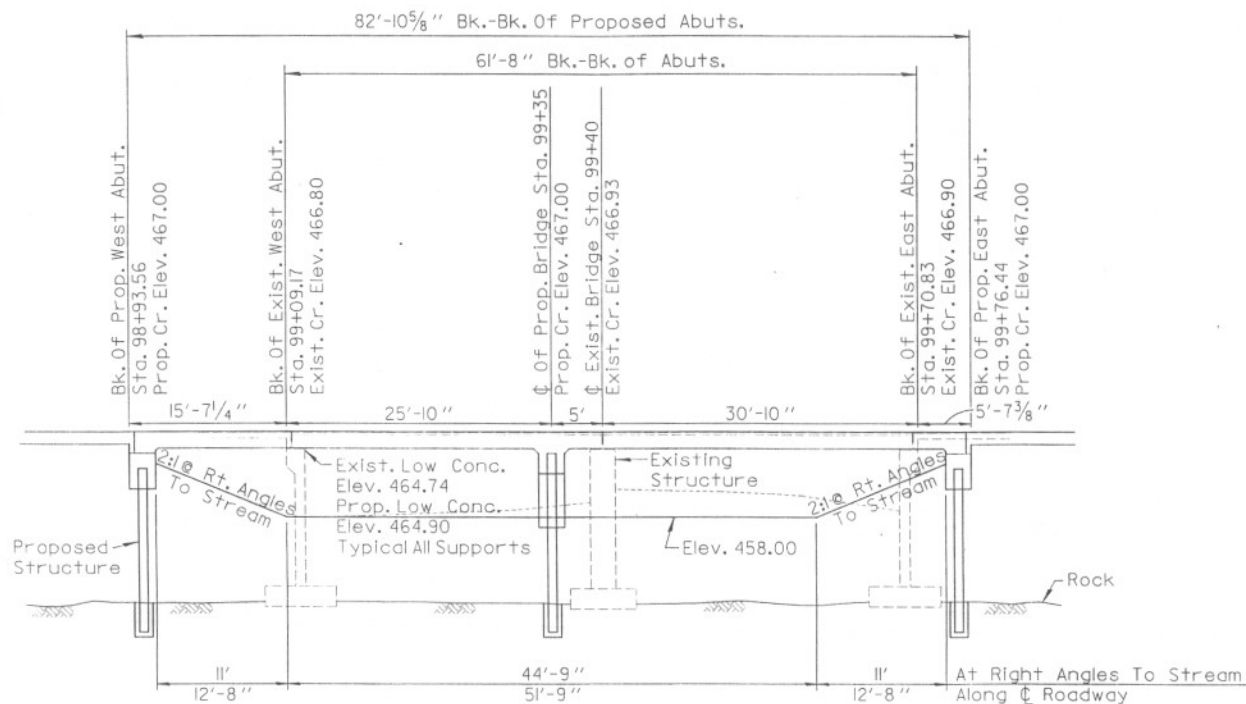 82'-10 5/8" Bk.-Bk. Of Proposed Abuts.
61'-8" Bk.-Bk. of Abuts.
Bk. Of Prop. West Abut.
Sta. 98+93.56
Prop. Cr. Elev. 467.00
Bk. Of Exist. West Abut.
Sta. 99+09.17
Exist. Cr. Elev. 466.80
℄ Of Prop. Bridge Sta. 99+35
Prop. Cr. Elev. 467.00
℄ Exist. Bridge Sta. 99+40
Exist. Cr. Elev. 466.93
Bk. Of Exist. East Abut.
Sta. 99+70.83
Exist. Cr. Elev. 466.90
Bk. Of Prop. East Abut.
Sta. 99+76.44
Prop. Cr. Elev. 467.00
15'-7 1/4"
25'-10"
5'
30'-10"
5'-7 3/8"
2:1 @ Rt. Angles
To Stream
Exist. Low Conc.
Elev. 464.74
Prop. Low Conc.
Elev. 464.90
Typical All Supports
Existing
Structure
2:1 @ Rt. Angles
To Stream
Elev. 458.00
Proposed
Structure
Rock
11'
44'-9"
11'
At Right Angles To Stream
12'-8"
51'-9"
12'-8"
Along ℄ Roadway